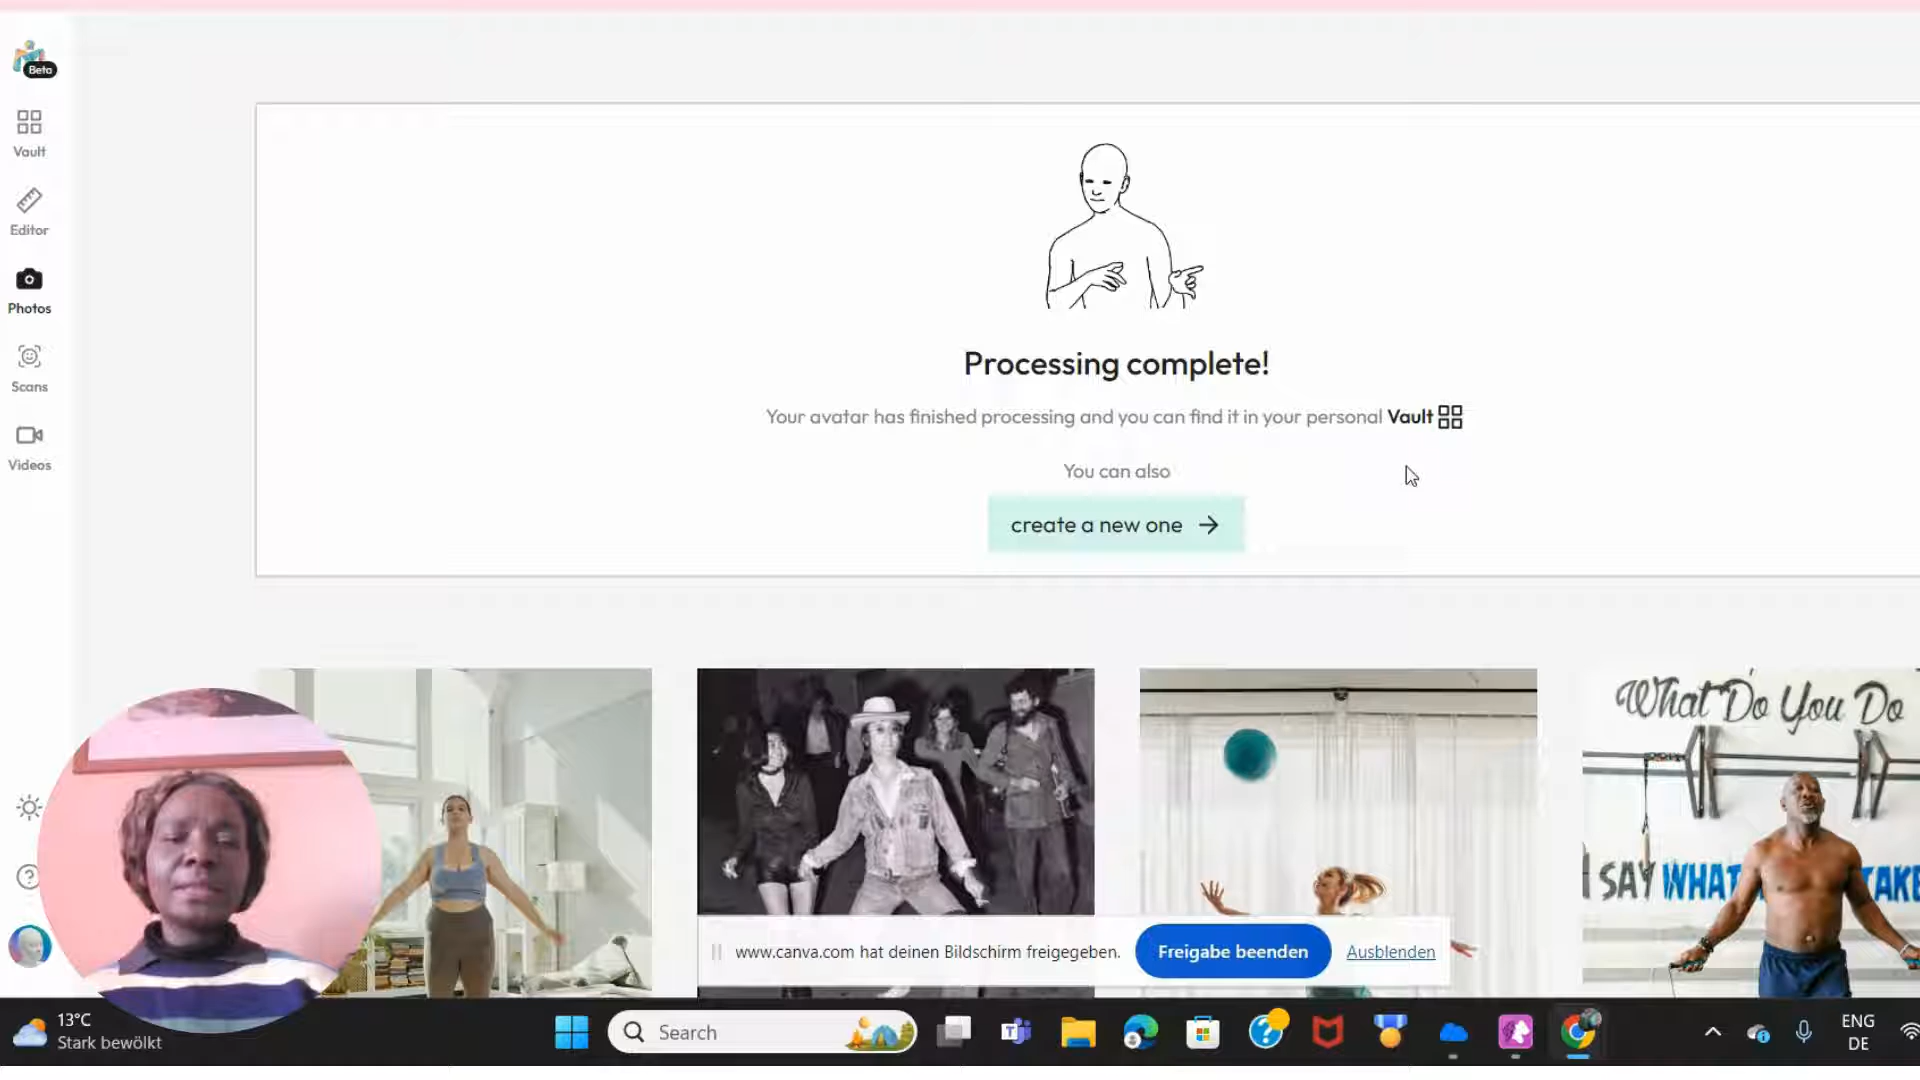 Beta
Vault
Editor
Photos
Scans
Videos
Processing complete!
Your avatar has finished processing and you can find it in your personal Vault
You can also
create a new one →
What Do You Do
I SAY WHAT TAKE
www.canva.com hat deinen Bildschirm freigegeben.
Freigabe beenden
Ausblenden
13°C
Stark bewölkt
Search
ENG
DE